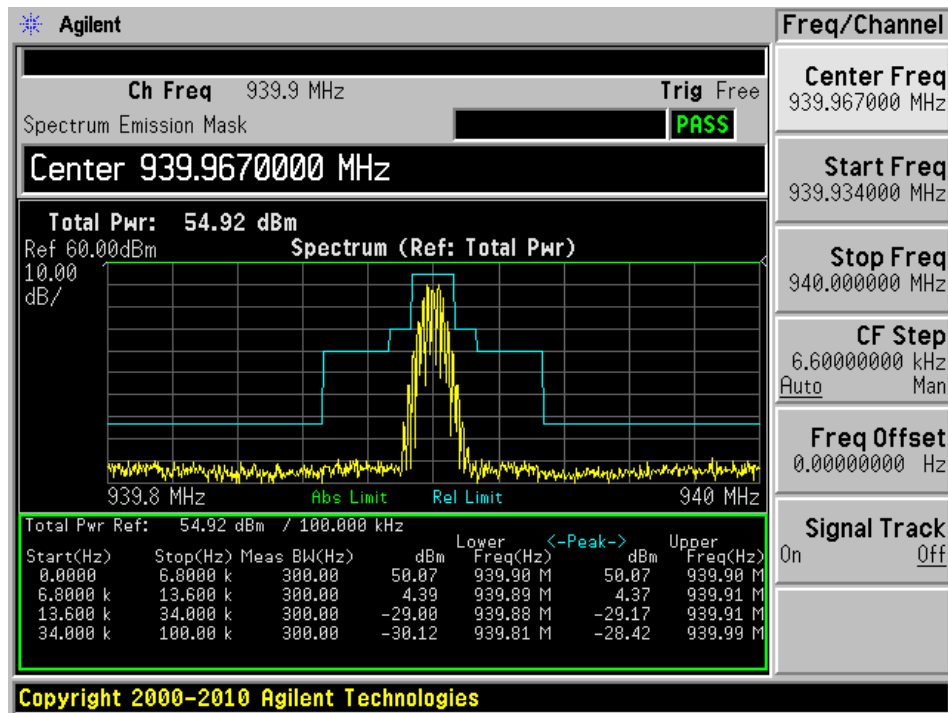 Agilent
Freq/Channel
Ch Freq 939.9 MHz Trig Free
Spectrum Emission Mask PASS
Center 939.9670000 MHz
Total Pwr: 54.92 dBm
Ref 60.00dBm Spectrum (Ref: Total Pwr)
10.00
dB/
939.8 MHz Abs Limit Rel Limit 940 MHz
Total Pwr Ref: 54.92 dBm / 100.000 kHz
Lower <-Peak-> Upper
Start(Hz) Stop(Hz) Meas BW(Hz) dBm Freq(Hz) dBm Freq(Hz)
0.0000 6.8000 k 300.00 50.07 939.90 M 50.07 939.90 M
6.8000 k 13.600 k 300.00 4.39 939.89 M 4.37 939.91 M
13.600 k 34.000 k 300.00 -29.00 939.88 M -29.17 939.91 M
34.000 k 100.00 k 300.00 -30.12 939.81 M -28.42 939.99 M
Center Freq
939.967000 MHz
Start Freq
939.934000 MHz
Stop Freq
940.000000 MHz
CF Step
6.60000000 kHz
Auto Man
Freq Offset
0.00000000 Hz
Signal Track
On Off
Copyright 2000-2010 Agilent Technologies